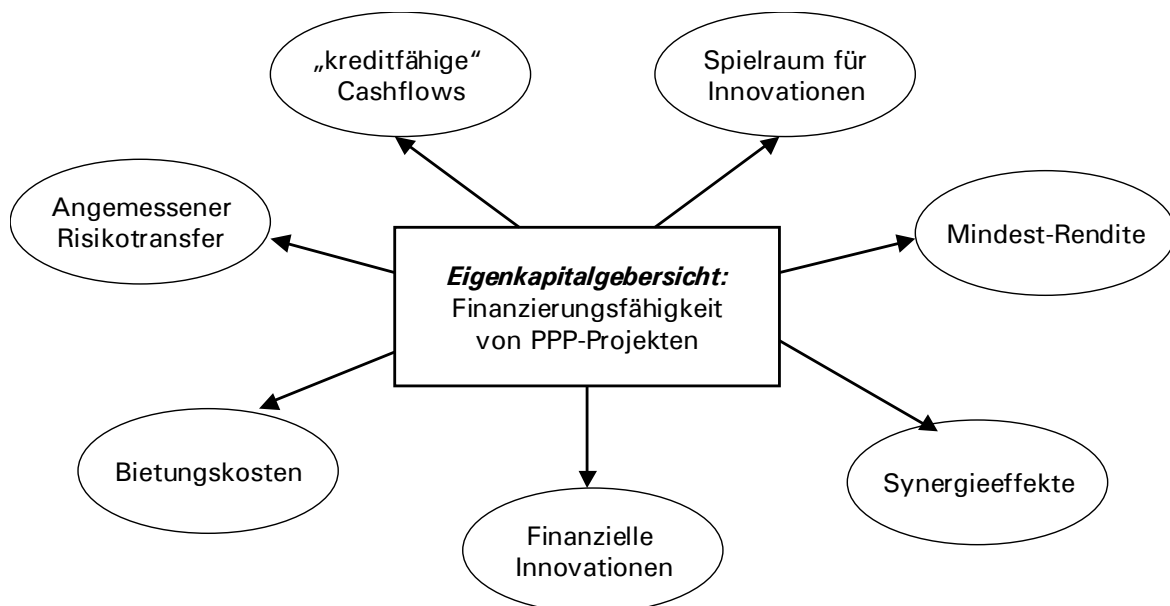 „kreditfähige“
Cashflows
Spielraum für
Innovationen
Angemessener
Risikotransfer
Mindest-Rendite
Eigenkapitalgebersicht:
Finanzierungsfähigkeit
von PPP-Projekten
Bietungskosten
Synergieeffekte
Finanzielle
Innovationen